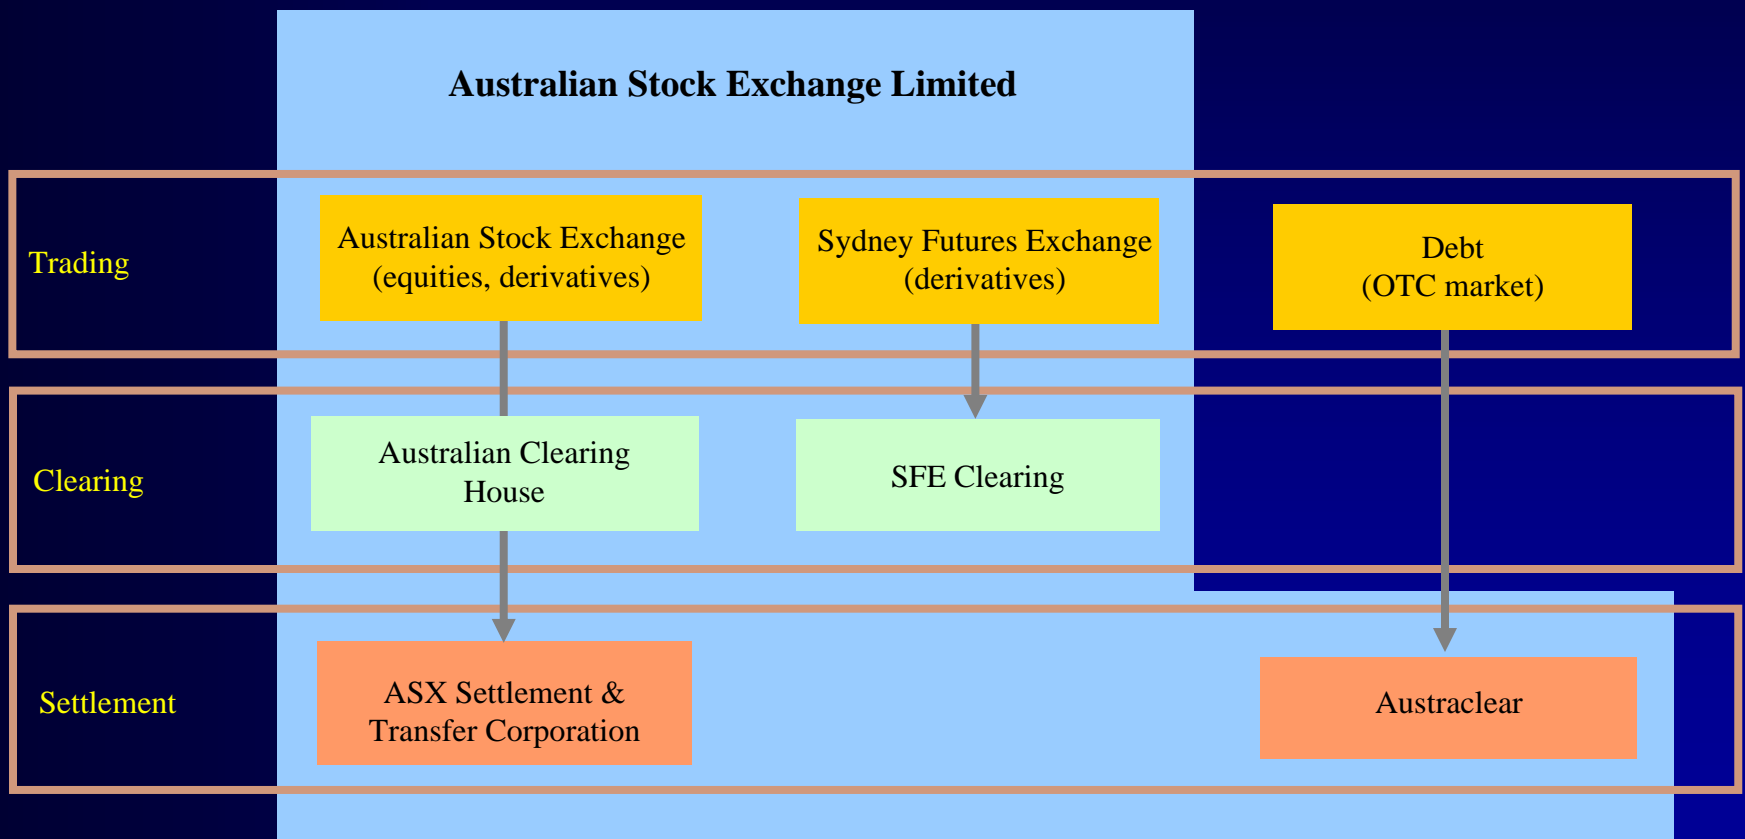 Australian Stock Exchange Limited
Trading
Australian Stock Exchange
(equities, derivatives)
Sydney Futures Exchange
(derivatives)
Debt
(OTC market)
Clearing
Australian Clearing
House
SFE Clearing
Settlement
ASX Settlement &
Transfer Corporation
Austraclear